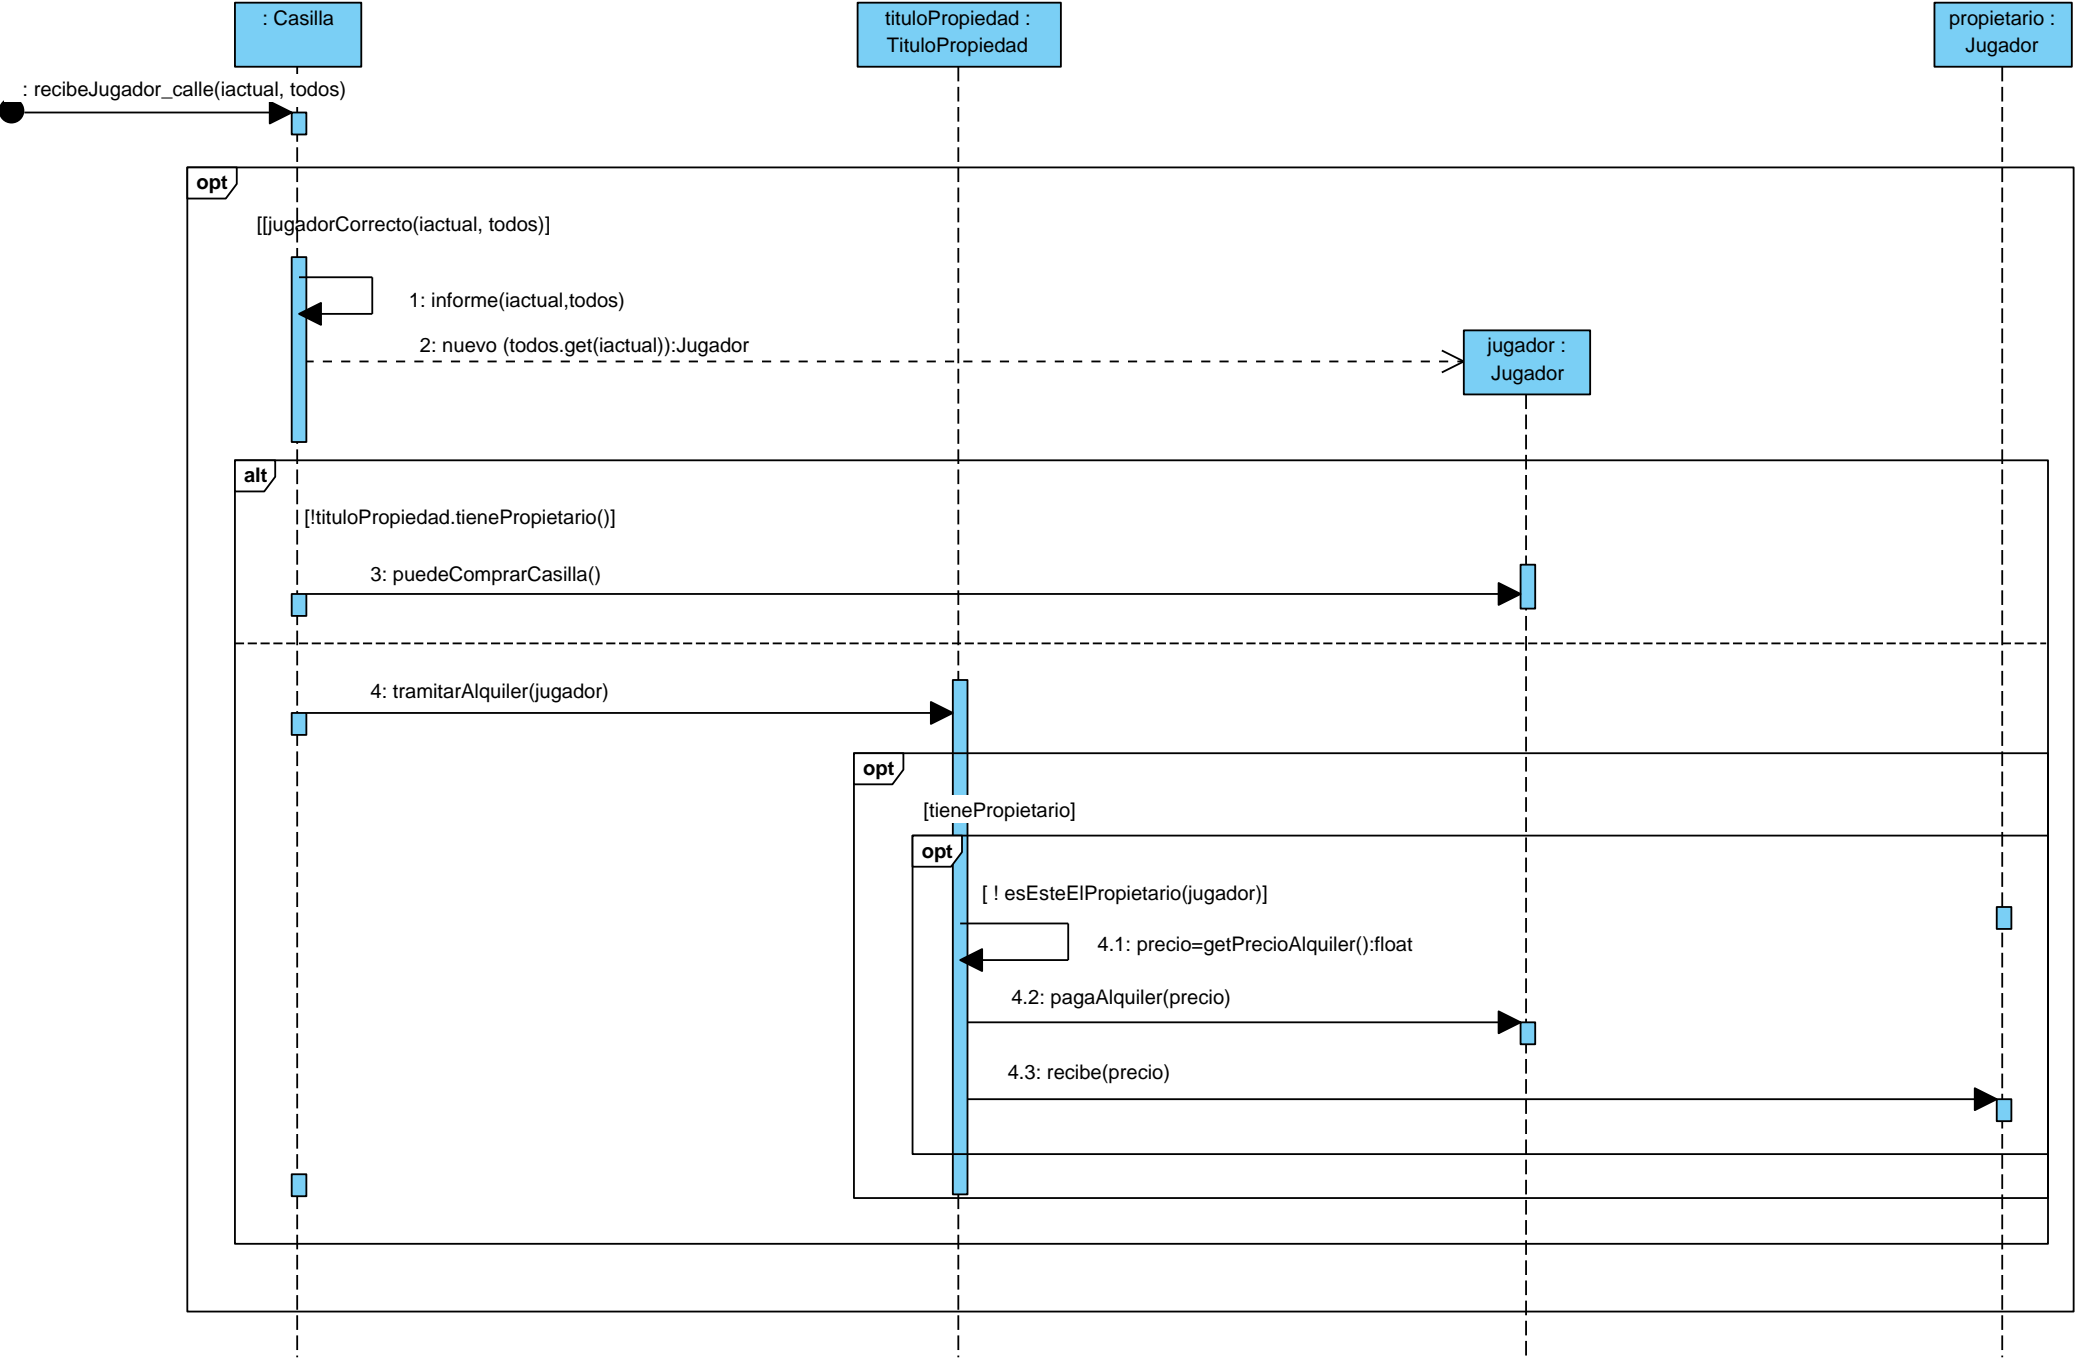 : Casilla
tituloPropiedad :
TituloPropiedad
propietario :
Jugador
: recibeJugador_calle(iactual, todos)
opt
[[jugadorCorrecto(iactual, todos)]
1: informe(iactual,todos)
2: nuevo (todos.get(iactual)):Jugador
jugador :
Jugador
alt
[!tituloPropiedad.tienePropietario()]
3: puedeComprarCasilla()
4: tramitarAlquiler(jugador)
opt
[tienePropietario]
opt
[ ! esEsteElPropietario(jugador)]
4.1: precio=getPrecioAlquiler():float
4.2: pagaAlquiler(precio)
4.3: recibe(precio)